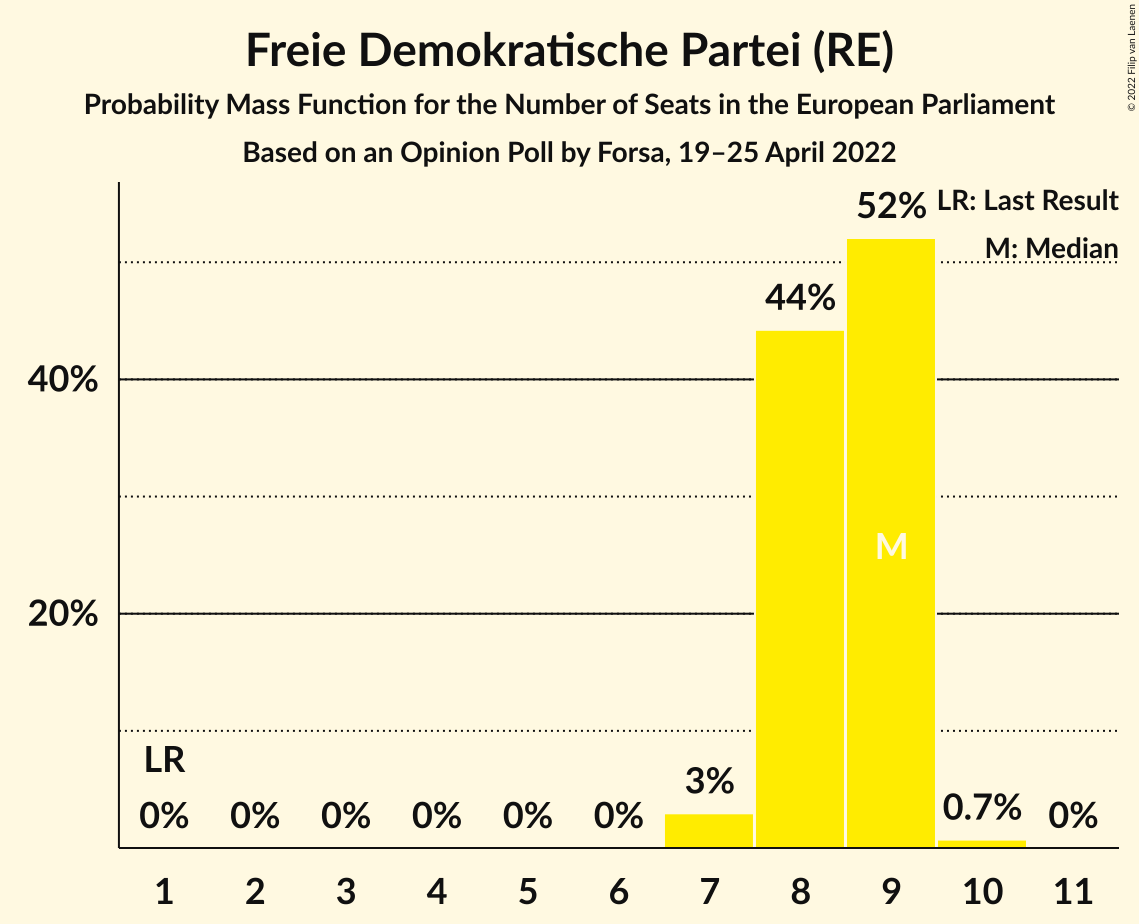 Freie Demokratische Partei (RE)
Probability Mass Function for the Number of Seats in the European Parliament
Based on an Opinion Poll by Forsa, 19–25 April 2022
© 2022 Filip van Laenen
LR: Last Result
M: Median
52%
44%
40%
M
20%
LR
3%
0% 0% 0% 0% 0% 0% 0.7% 0%
1 2 3 4 5 6 7 8 9 10 11